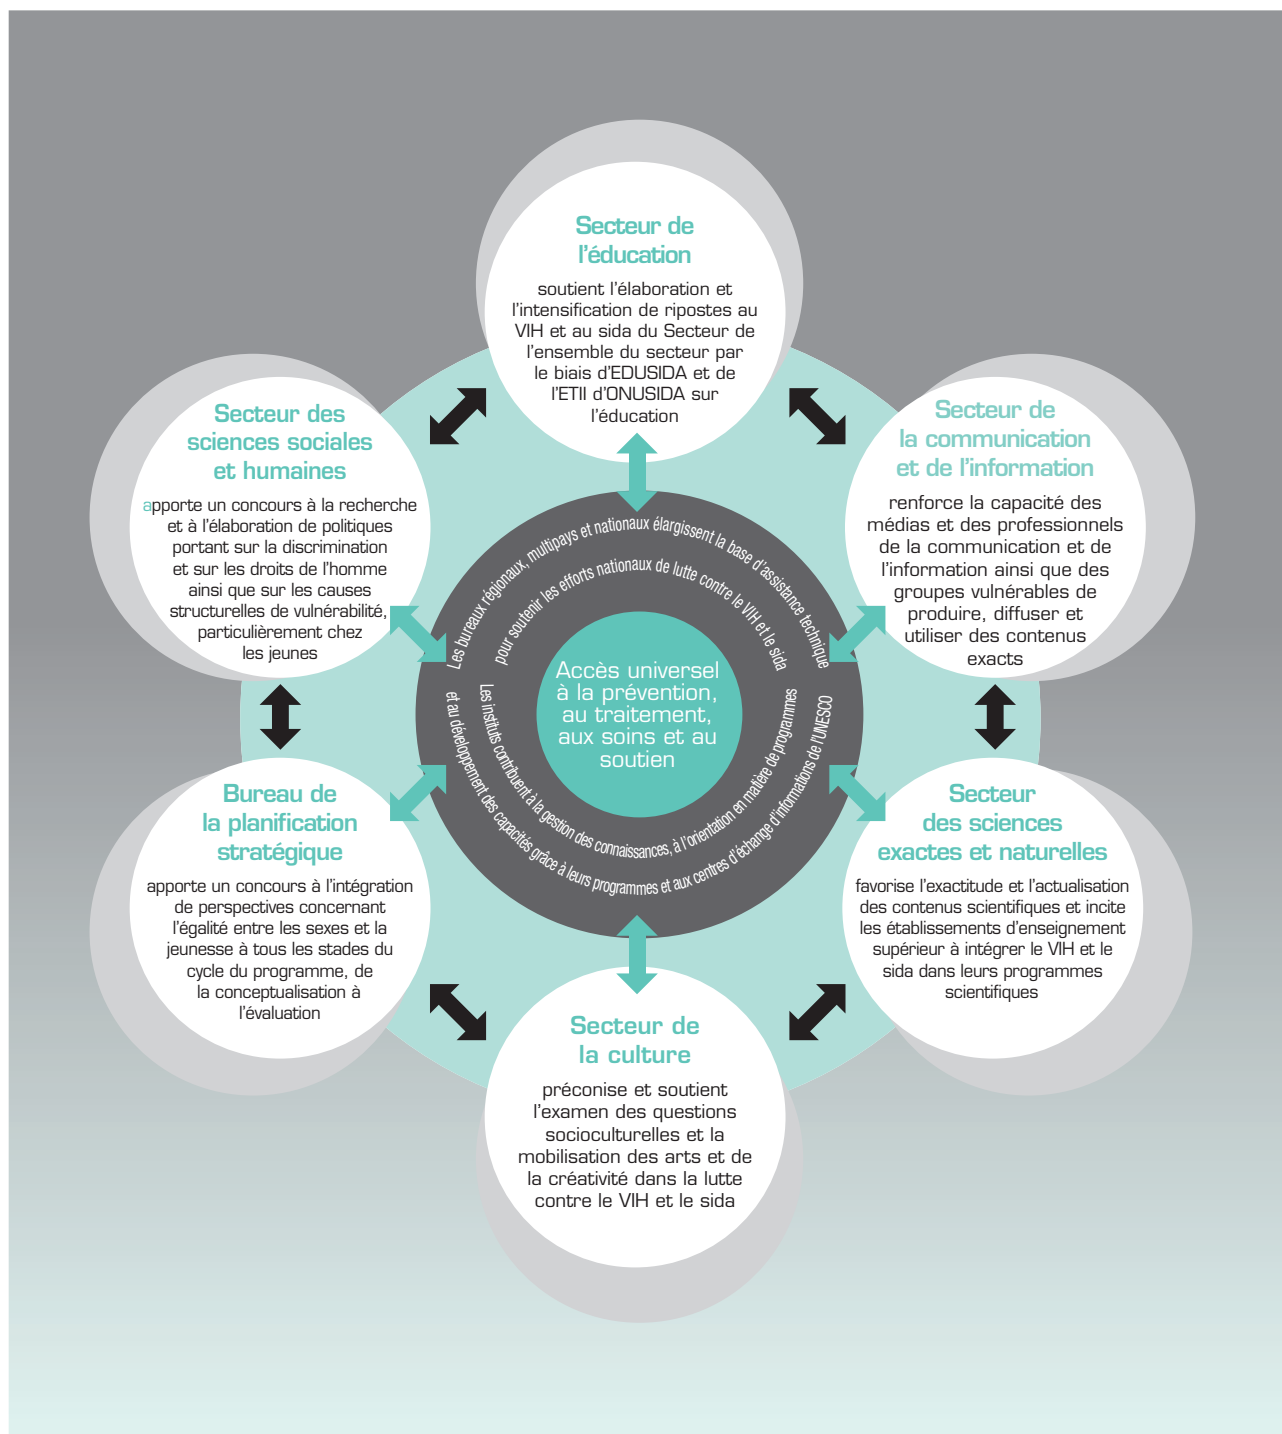 Secteur de
l'éducation
soutient l'élaboration et
l'intensification de ripostes au
VIH et au sida du Secteur de
l'ensemble du secteur par
le biais d'EDUSIDA et de
l'ETII d'ONUSIDA sur
l'éducation
Secteur des
sciences sociales
et humaines
apporte un concours à la recherche
et à l'élaboration de politiques
portant sur la discrimination
et sur les droits de l'homme
ainsi que sur les causes
structurelles de vulnérabilité,
particulièrement chez
les jeunes
Secteur de
la communication
et de l'information
renforce la capacité des
médias et des professionnels
de la communication et de
l'information ainsi que des
groupes vulnérables de
produire, diffuser et
utiliser des contenus
exacts
Les bureaux régionaux, multipays et nationaux élargissent la base d'assistance technique
pour soutenir les efforts nationaux de lutte contre le VIH et le sida
Accès universel
à la prévention,
au traitement,
aux soins et au
soutien
Les instituts contribuent à la gestion des connaissances, à l'orientation en matière de programmes
et au développement des capacités grâce à leurs programmes et aux centres d'échange d'informations de l'UNESCO
Bureau de
la planification
stratégique
apporte un concours à l'intégration
de perspectives concernant
l'égalité entre les sexes et la
jeunesse à tous les stades du
cycle du programme, de
la conceptualisation à
l'évaluation
Secteur
des sciences
exactes et naturelles
favorise l'exactitude et l'actualisation
des contenus scientifiques et incite
les établissements d'enseignement
supérieur à intégrer le VIH et le
sida dans leurs programmes
scientifiques
Secteur de
la culture
préconise et soutient
l'examen des questions
socioculturelles et la
mobilisation des arts et de
la créativité dans la lutte
contre le VIH et le sida